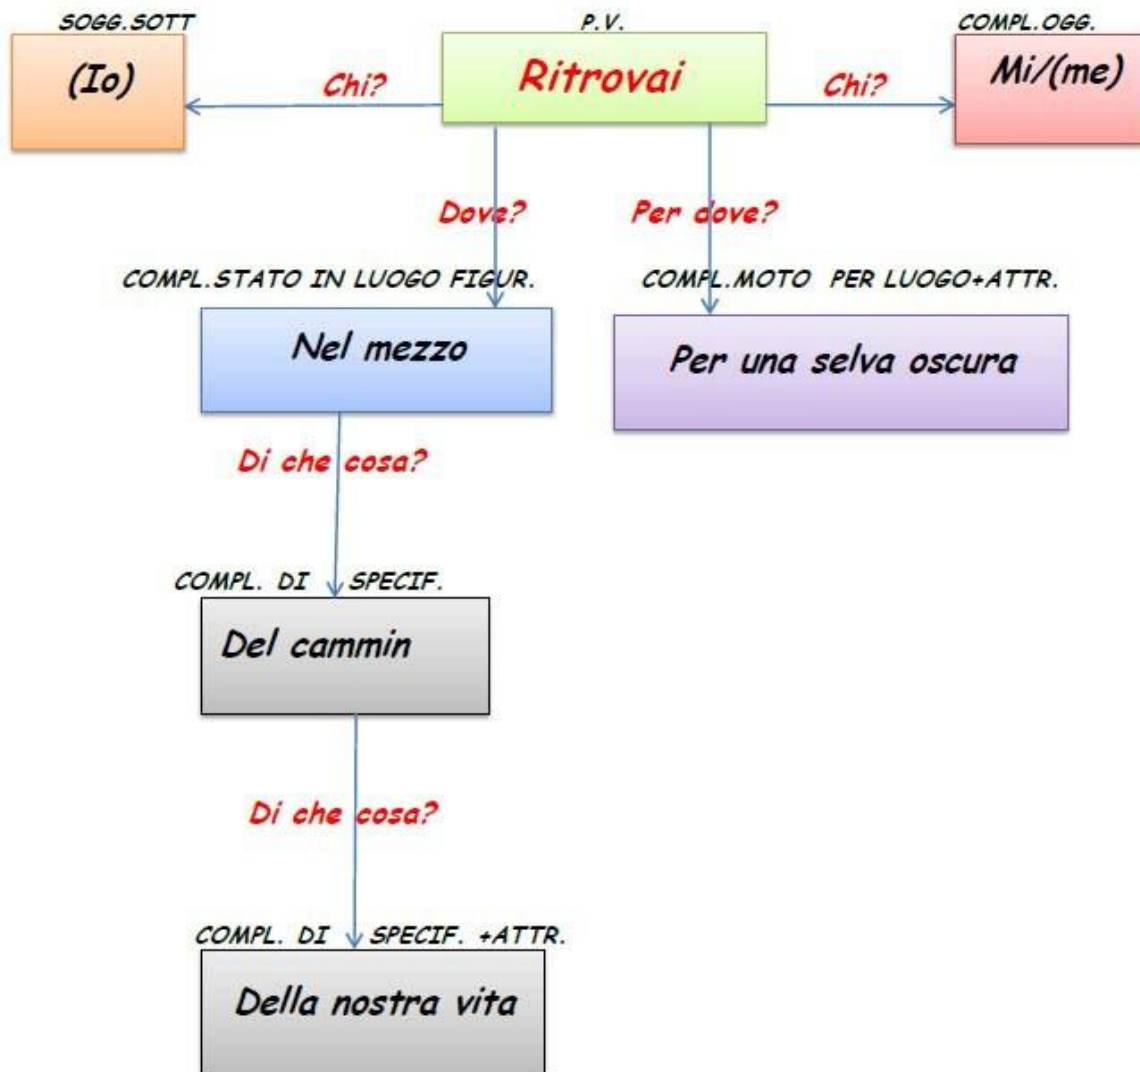 SOGG.SOTT
P.V.
COMPL.OGG.
(Io)
Chi?
Ritrovai
Chi?
Mi/(me)
Dove?
Per dove?
COMPL.STATO IN LUOGO FIGUR.
COMPL.MOTO PER LUOGO+ATTR.
Nel mezzo
Per una selva oscura
Di che cosa?
COMPL. DI SPECIF.
Del cammin
Di che cosa?
COMPL. DI SPECIF. +ATTR.
Della nostra vita